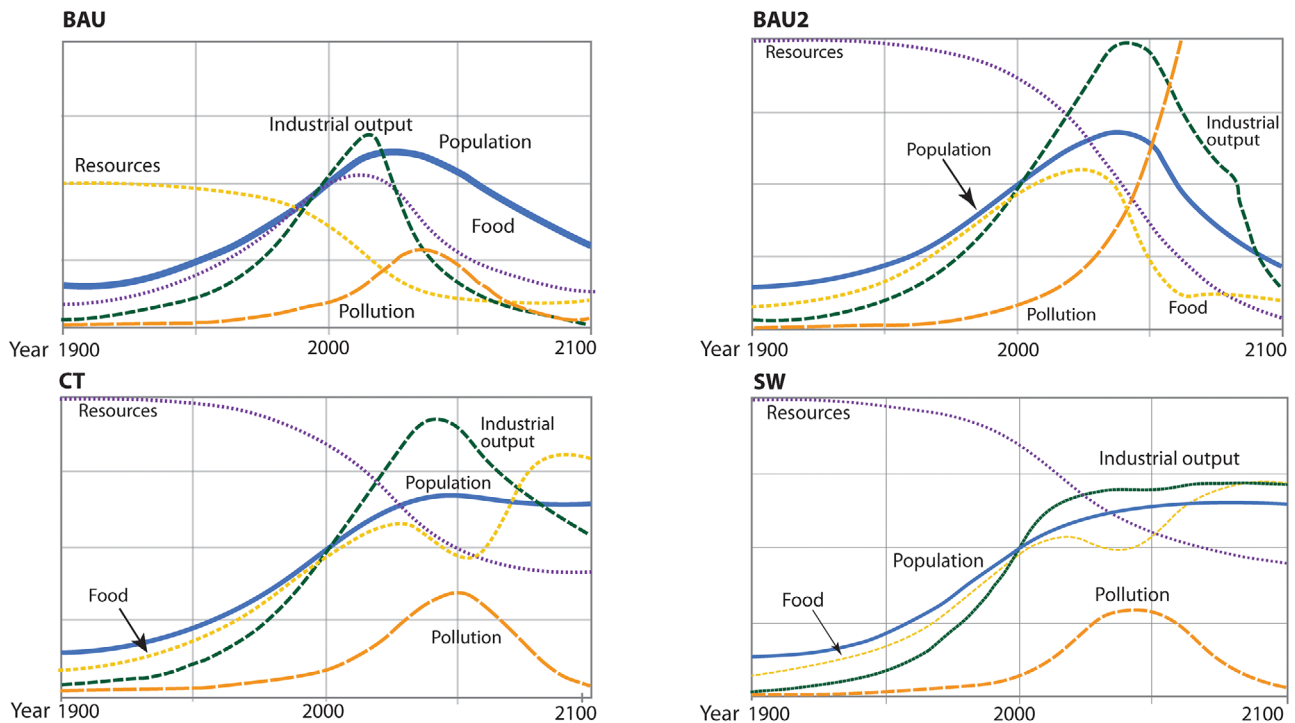 BAU
Industrial output
Population
Resources
Food
Pollution
Year 1900 2000 2100
BAU2
Resources
Industrial
output
Population
Pollution
Food
Year 1900 2000 2100
CT
Resources
Industrial
output
Population
Food
Pollution
Year 1900 2000 2100
SW
Resources
Industrial output
Population
Food
Pollution
Year 1900 2000 2100